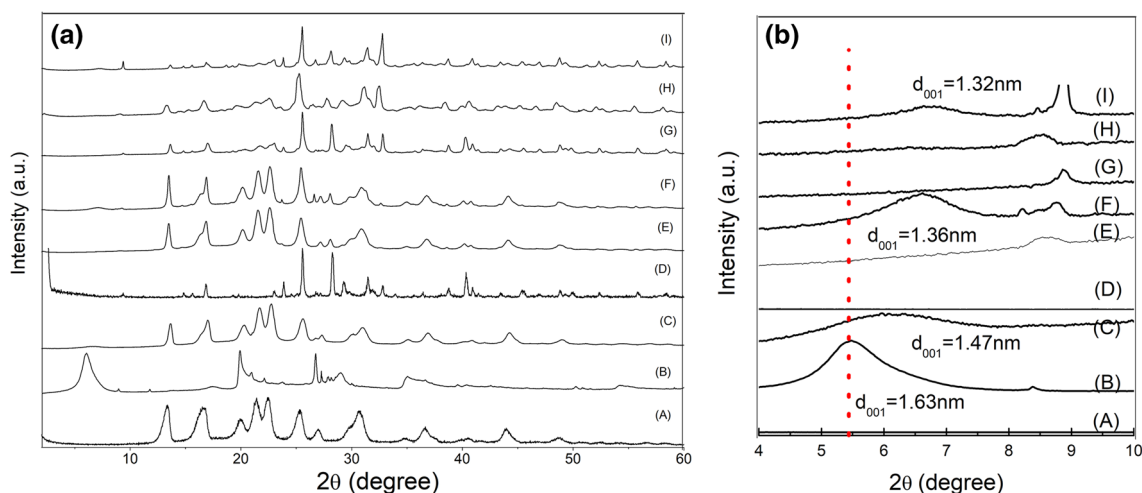 (a)
(I)
(H)
(G)
(F)
(E)
(D)
(C)
(B)
(A)
Intensity (a.u.)
10 20 30 40 50 60
2θ (degree)
(b)
d001=1.32nm
(I)
(H)
(G)
(F)
(E)
d001=1.36nm
(D)
(C)
d001=1.47nm
(B)
d001=1.63nm
(A)
Intensity (a.u.)
4 5 6 7 8 9 10
2θ (degree)